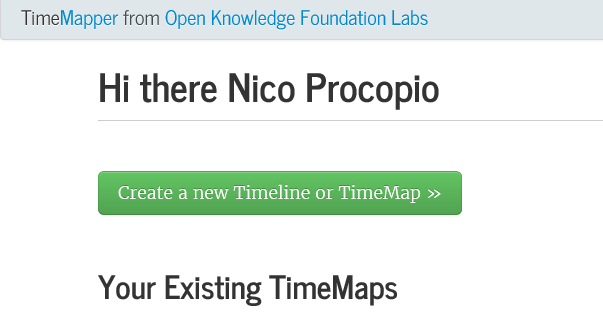 TimeMapper from Open Knowledge Foundation Labs
Hi there Nico Procopio
Create a new Timeline or TimeMap »
Your Existing TimeMaps